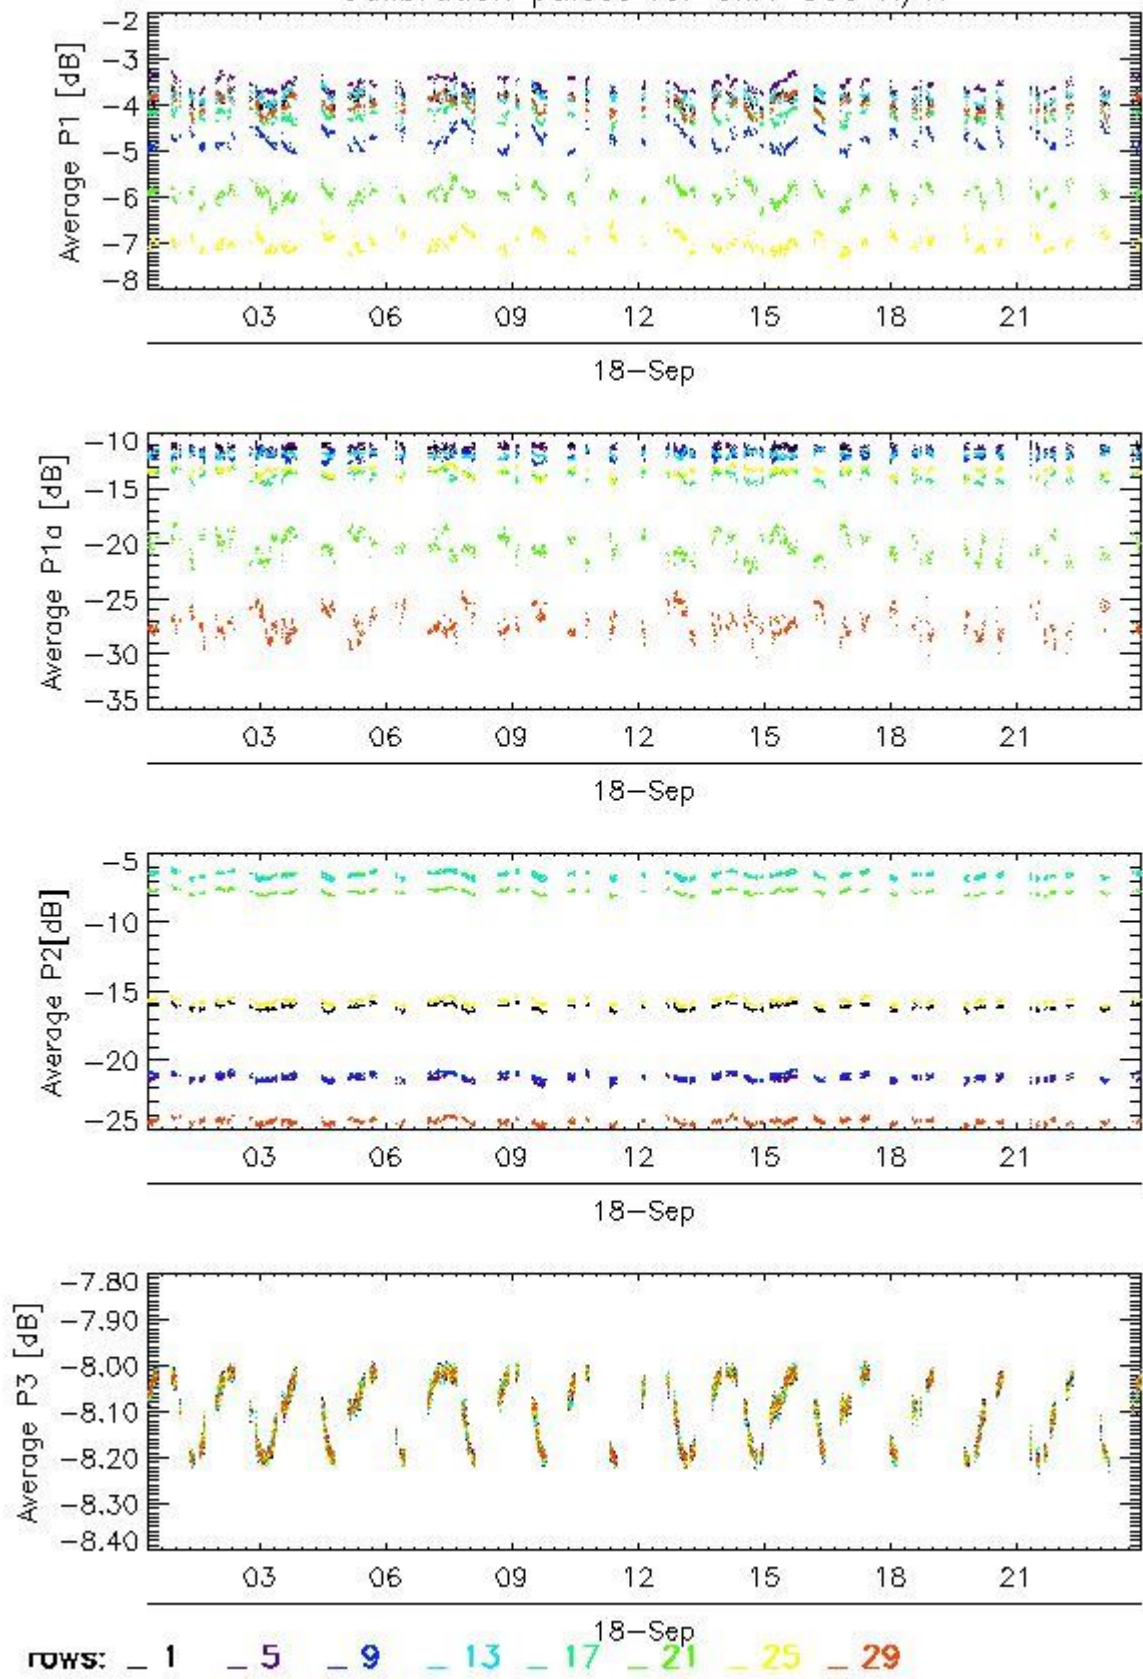 Average P1 [dB]
-2
-3
-4
-5
-6
-7
-8
03 06 09 12 15 18 21
18-Sep
Average P1a [dB]
-10
-15
-20
-25
-30
-35
03 06 09 12 15 18 21
18-Sep
Average P2[dB]
-5
-10
-15
-20
-25
03 06 09 12 15 18 21
18-Sep
Average P3 [dB]
-7.80
-7.90
-8.00
-8.10
-8.20
-8.30
-8.40
03 06 09 12 15 18 21
18-Sep
rows: _ 1 _ 5 _ 9 _ 13 _ 17 _ 21 _ 25 _ 29